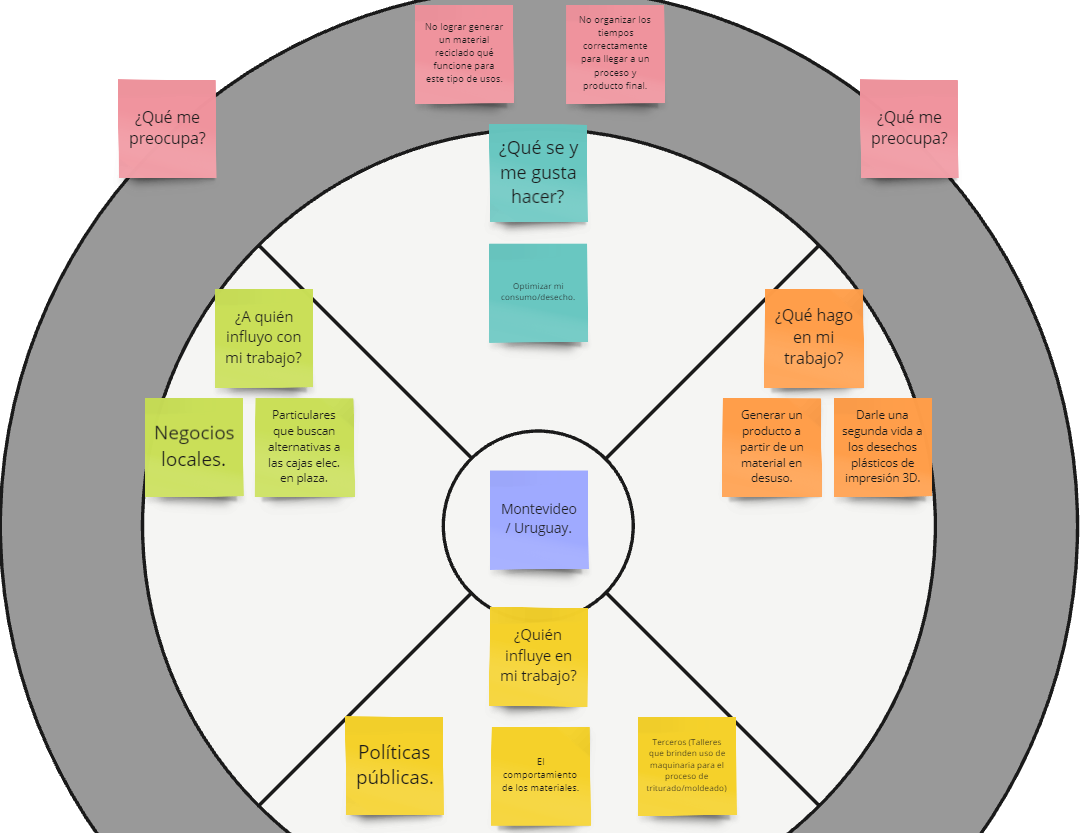 No lograr generar
un material
reciclado qué
funcione para
este tipo de usos.
No organizar los
tiempos
correctamente
para llegar a un
proceso y
producto final.
¿Qué me
preocupa?
¿Qué me
preocupa?
¿Qué se y
me gusta
hacer?
Optimizar mi
consumo/desecho.
¿A quién
influyo con
mi trabajo?
Negocios
locales.
Particulares
que buscan
alternativas a
las cajas elec.
en plaza.
¿Qué hago
en mi
trabajo?
Generar un
producto a
partir de un
material en
desuso.
Darle una
segunda vida a
los desechos
plásticos de
impresión 3D.
Montevideo
/ Uruguay.
¿Quién
influye en
mi trabajo?
Políticas
públicas.
El
comportamiento
de los materiales.
Terceros (Talleres
que brinden uso de
maquinaria para el
proceso de
triturado/moldeado)